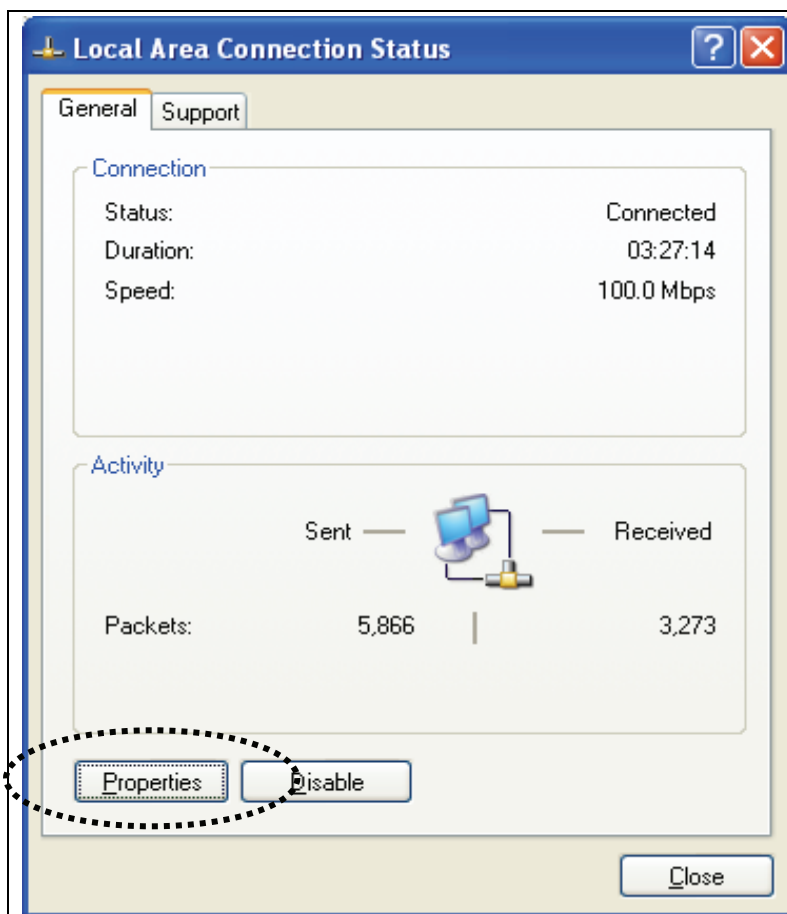 Local Area Connection Status
General Support
Connection
Status: Connected
Duration: 03:27:14
Speed: 100.0 Mbps
Activity
Sent Received
Packets: 5,866 3,273
Properties Disable
Close